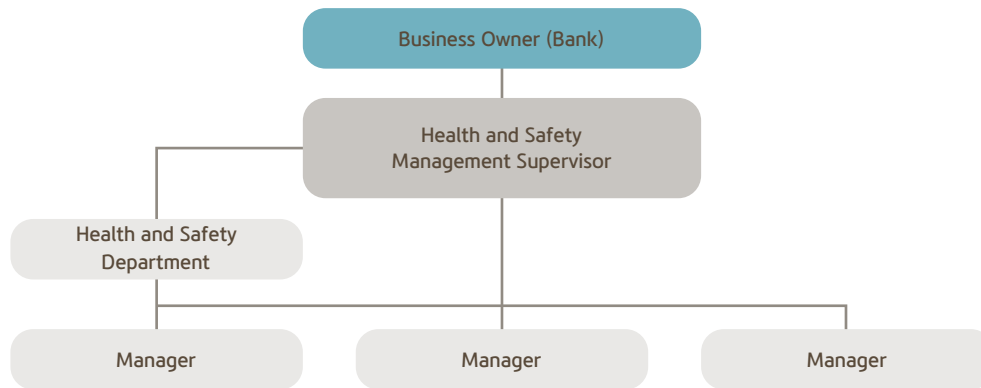 Business Owner (Bank)
Health and Safety
Management Supervisor
Health and Safety
Department
Manager
Manager
Manager